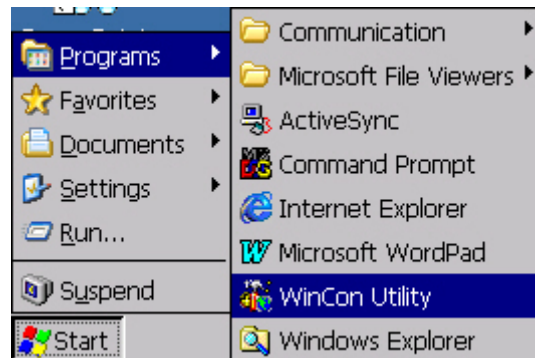 Programs
Favorites
Documents
Settings
Run...
Suspend
Start
Communication
Microsoft File Viewers
ActiveSync
Command Prompt
Internet Explorer
Microsoft WordPad
WinCon Utility
Windows Explorer